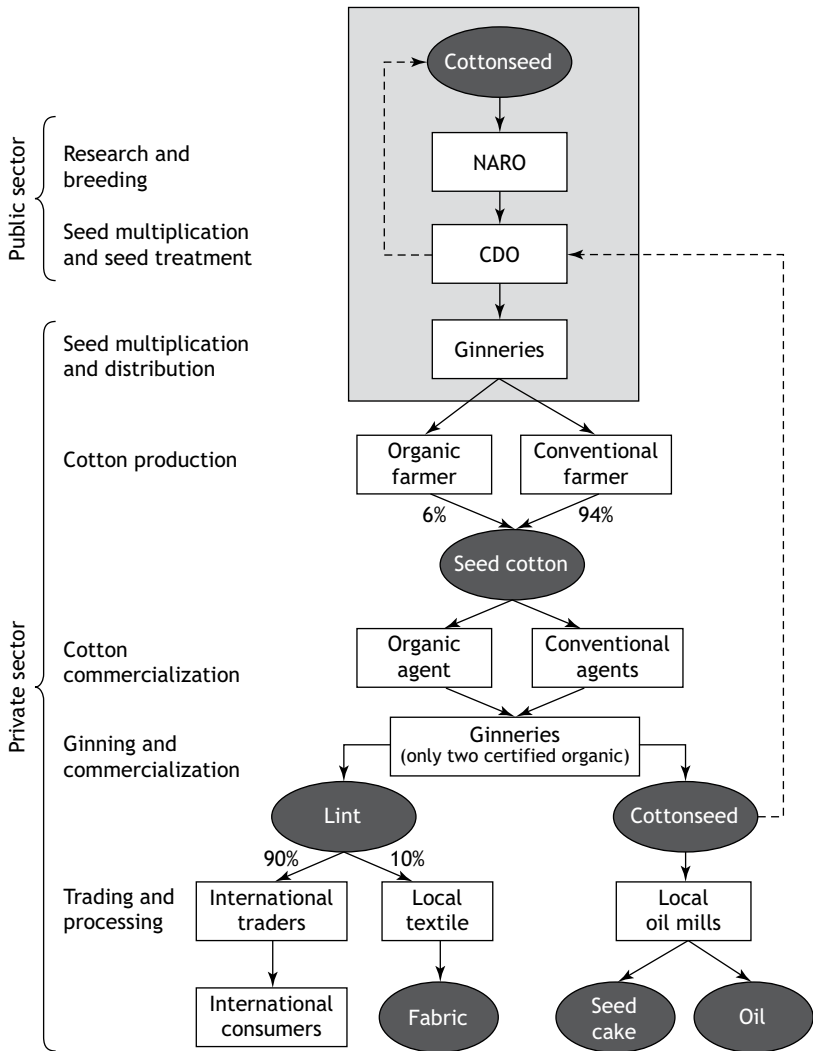 Cottonseed
Public sector
Research and
breeding
NARO
Seed multiplication
and seed treatment
CDO
Private sector
Seed multiplication
and distribution
Ginneries
Cotton production
Organic
farmer
Conventional
farmer
6%
94%
Seed cotton
Cotton
commercialization
Organic
agent
Conventional
agents
Ginning and
commercialization
Ginneries
(only two certified organic)
Lint
Cottonseed
90%
10%
Trading and
processing
International
traders
Local
textile
Local
oil mills
International
consumers
Fabric
Seed
cake
Oil